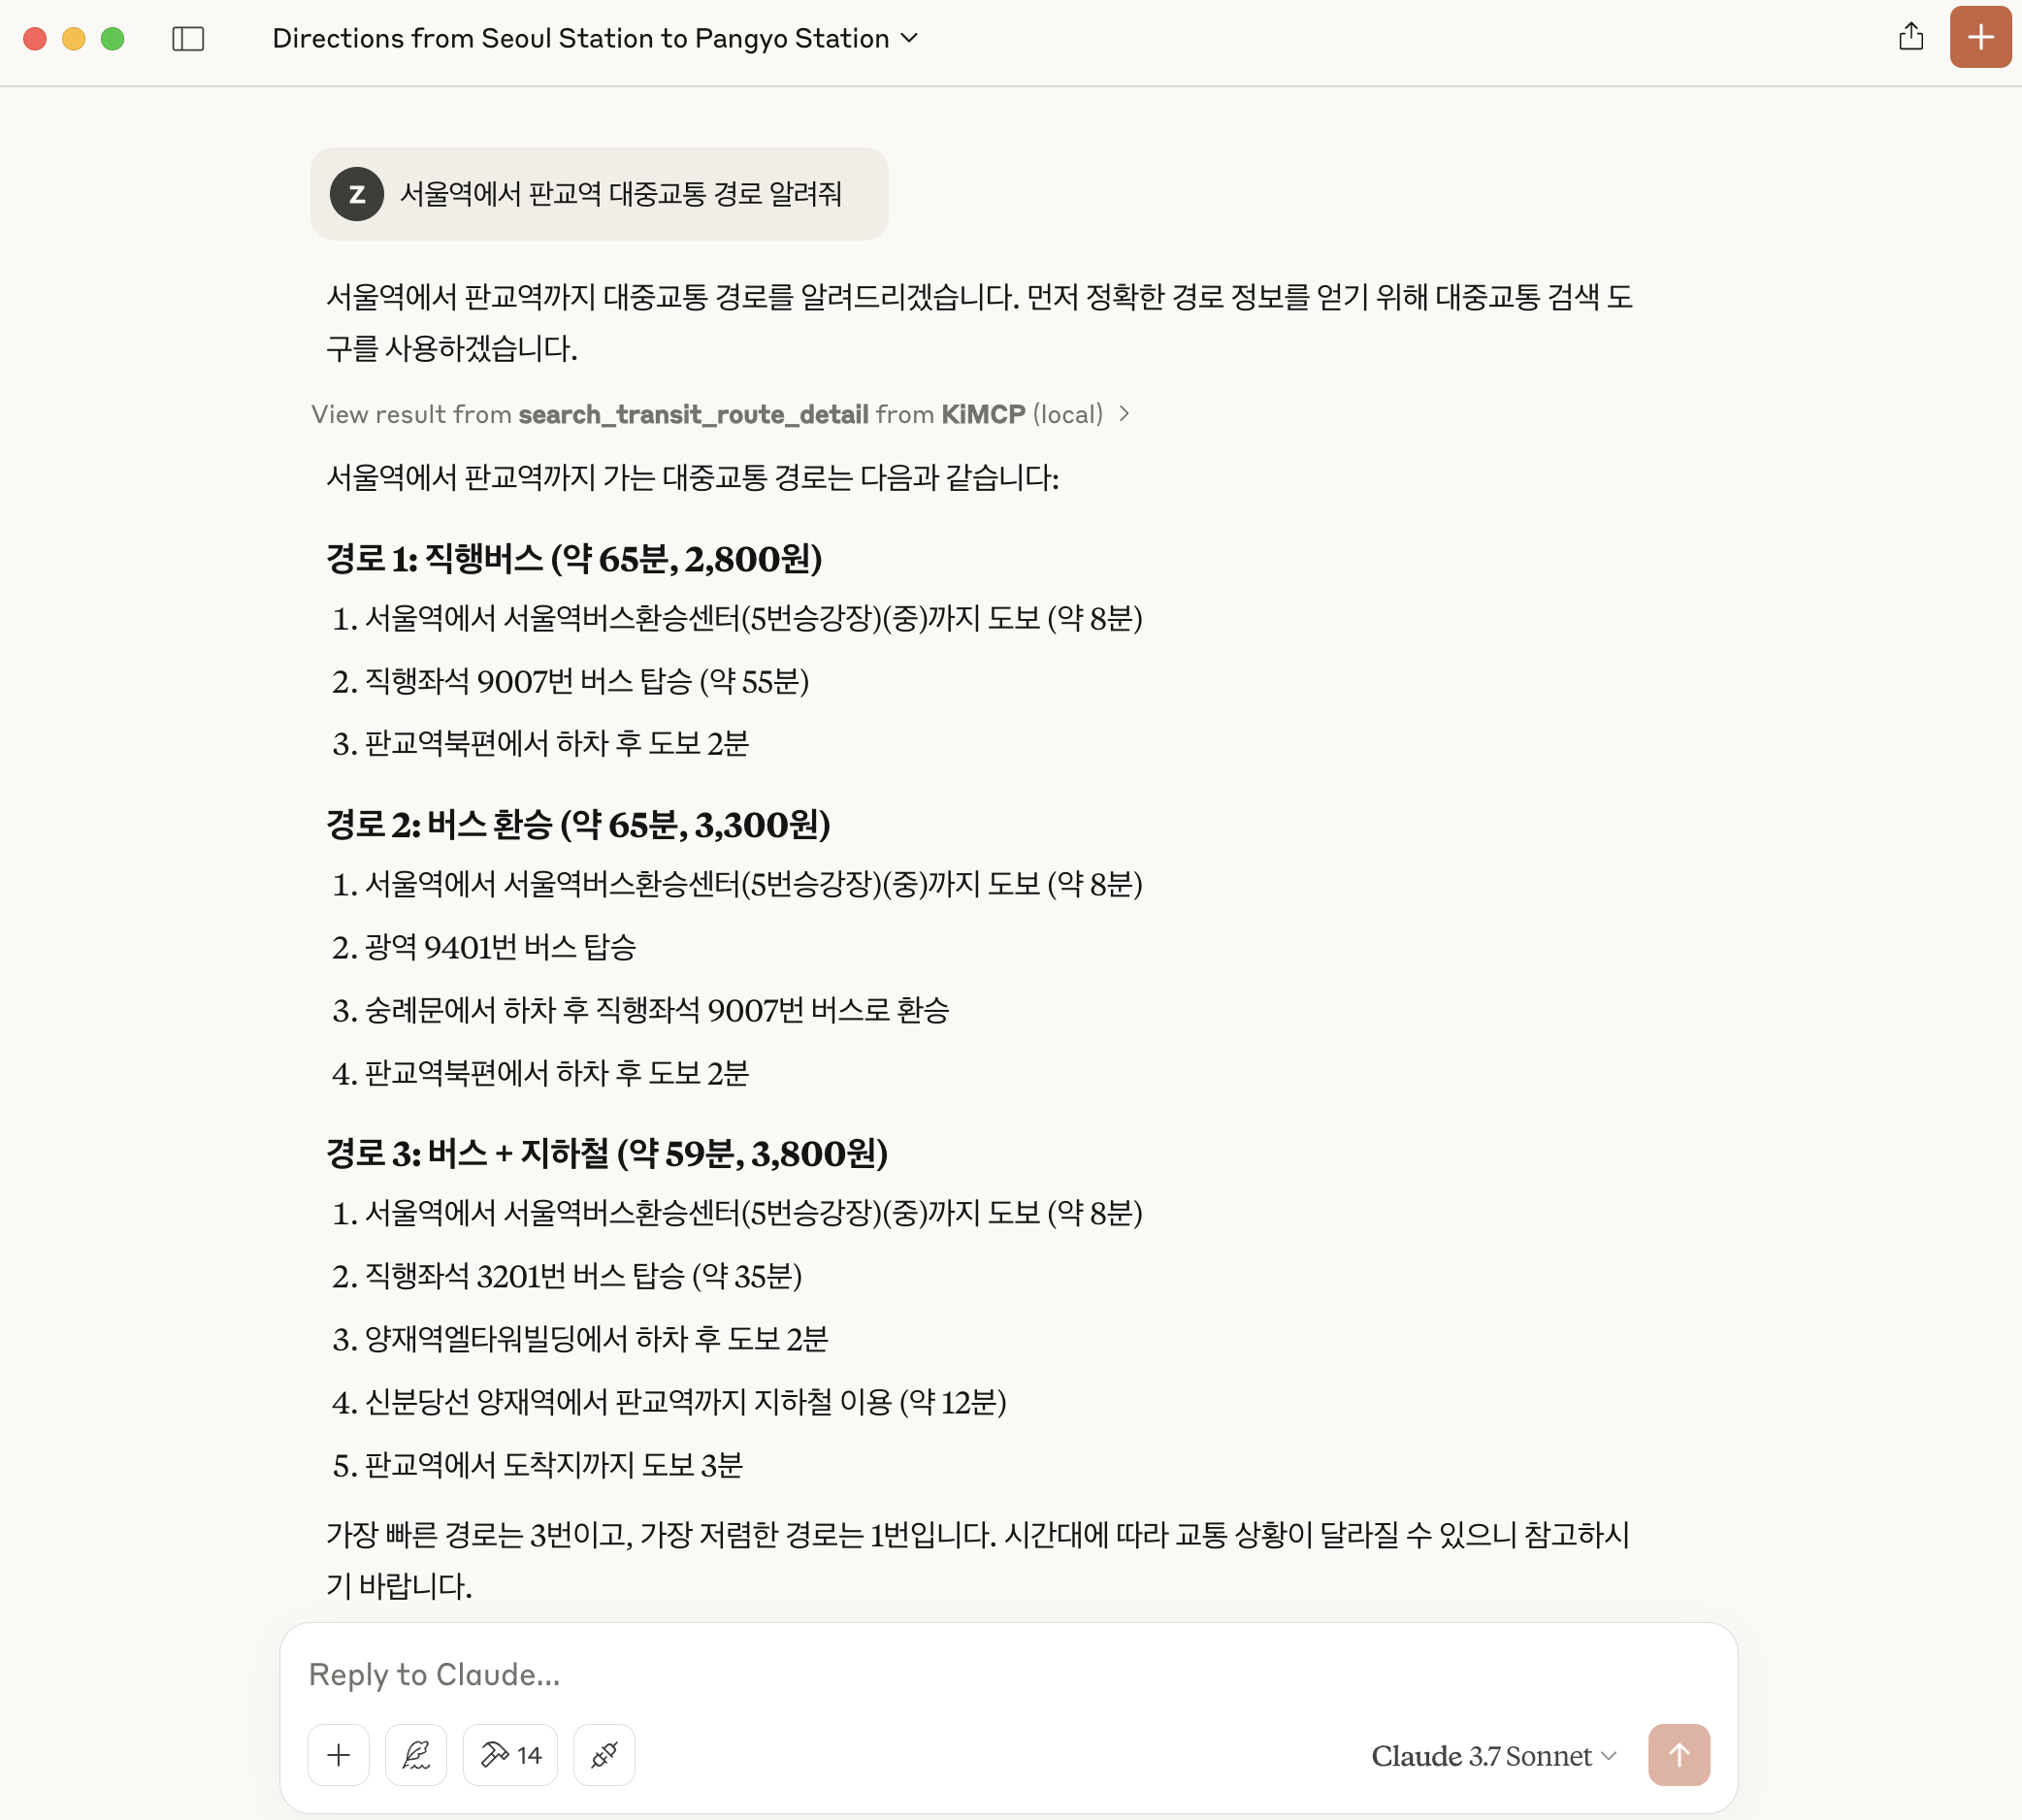 Directions from Seoul Station to Pangyo Station
Z 서울역에서 판교역 대중교통 경로 알려줘
서울역에서 판교역까지 대중교통 경로를 알려드리겠습니다. 먼저 정확한 경로 정보를 얻기 위해 대중교통 검색 도
구를 사용하겠습니다.
View result from search_transit_route_detail from KiMCP (local)
서울역에서 판교역까지 가는 대중교통 경로는 다음과 같습니다:
경로 1: 직행버스 (약 65분, 2,800원)
1. 서울역에서 서울역버스환승센터(5번승강장)(중)까지 도보 (약 8분)
2. 직행좌석 9007번 버스 탑승 (약 55분)
3. 판교역북편에서 하차 후 도보 2분
경로 2: 버스 환승 (약 65분, 3,300원)
1. 서울역에서 서울역버스환승센터(5번승강장)(중)까지 도보 (약 8분)
2. 광역 9401번 버스 탑승
3. 숭례문에서 하차 후 직행좌석 9007번 버스로 환승
4. 판교역북편에서 하차 후 도보 2분
경로 3: 버스 + 지하철 (약 59분, 3,800원)
1. 서울역에서 서울역버스환승센터(5번승강장)(중)까지 도보 (약 8분)
2. 직행좌석 3201번 버스 탑승 (약 35분)
3. 양재역엘타워빌딩에서 하차 후 도보 2분
4. 신분당선 양재역에서 판교역까지 지하철 이용 (약 12분)
5. 판교역에서 도착지까지 도보 3분
가장 빠른 경로는 3번이고, 가장 저렴한 경로는 1번입니다. 시간대에 따라 교통 상황이 달라질 수 있으니 참고하시
기 바랍니다.
Reply to Claude...
14
Claude 3.7 Sonnet